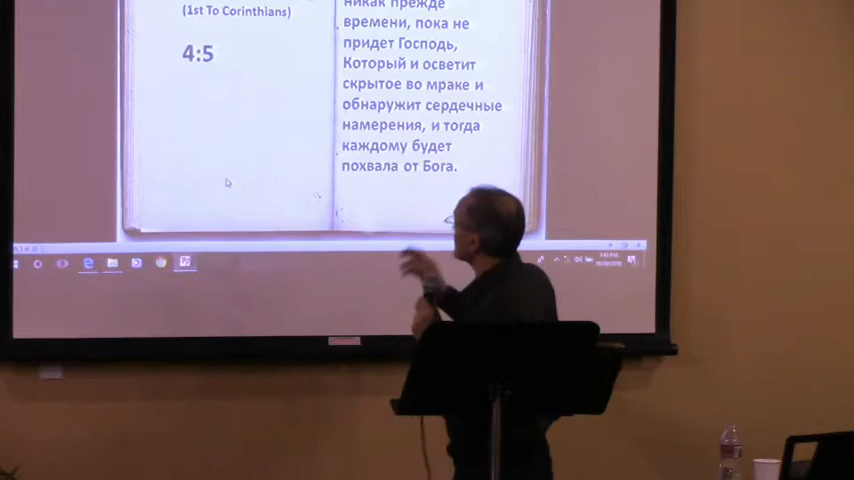 (1st To Corinthians)
4:5
никак прежде
времени, пока не
придет Господь,
Который и осветит
скрытое во мраке и
обнаружит сердечные
намерения, и тогда
каждому будет
похвала от Бога.